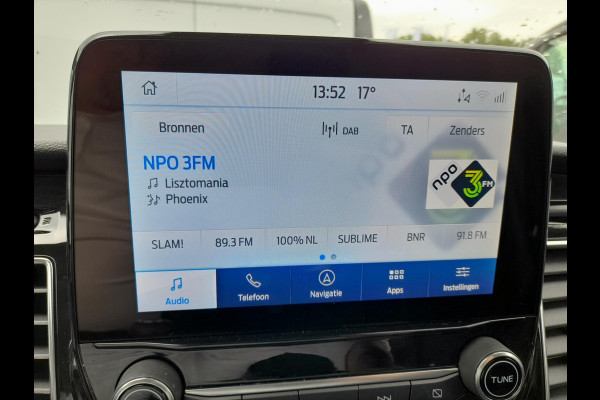 13:52 17°
Bronnen DAB TA Zenders
NPO 3FM
Lisztomania
Phoenix
npo 3FM
SLAM! 89.3 FM 100% NL SUBLIME BNR 91.8 FM
Audio Telefoon Navigatie Apps Instellingen
TUNE